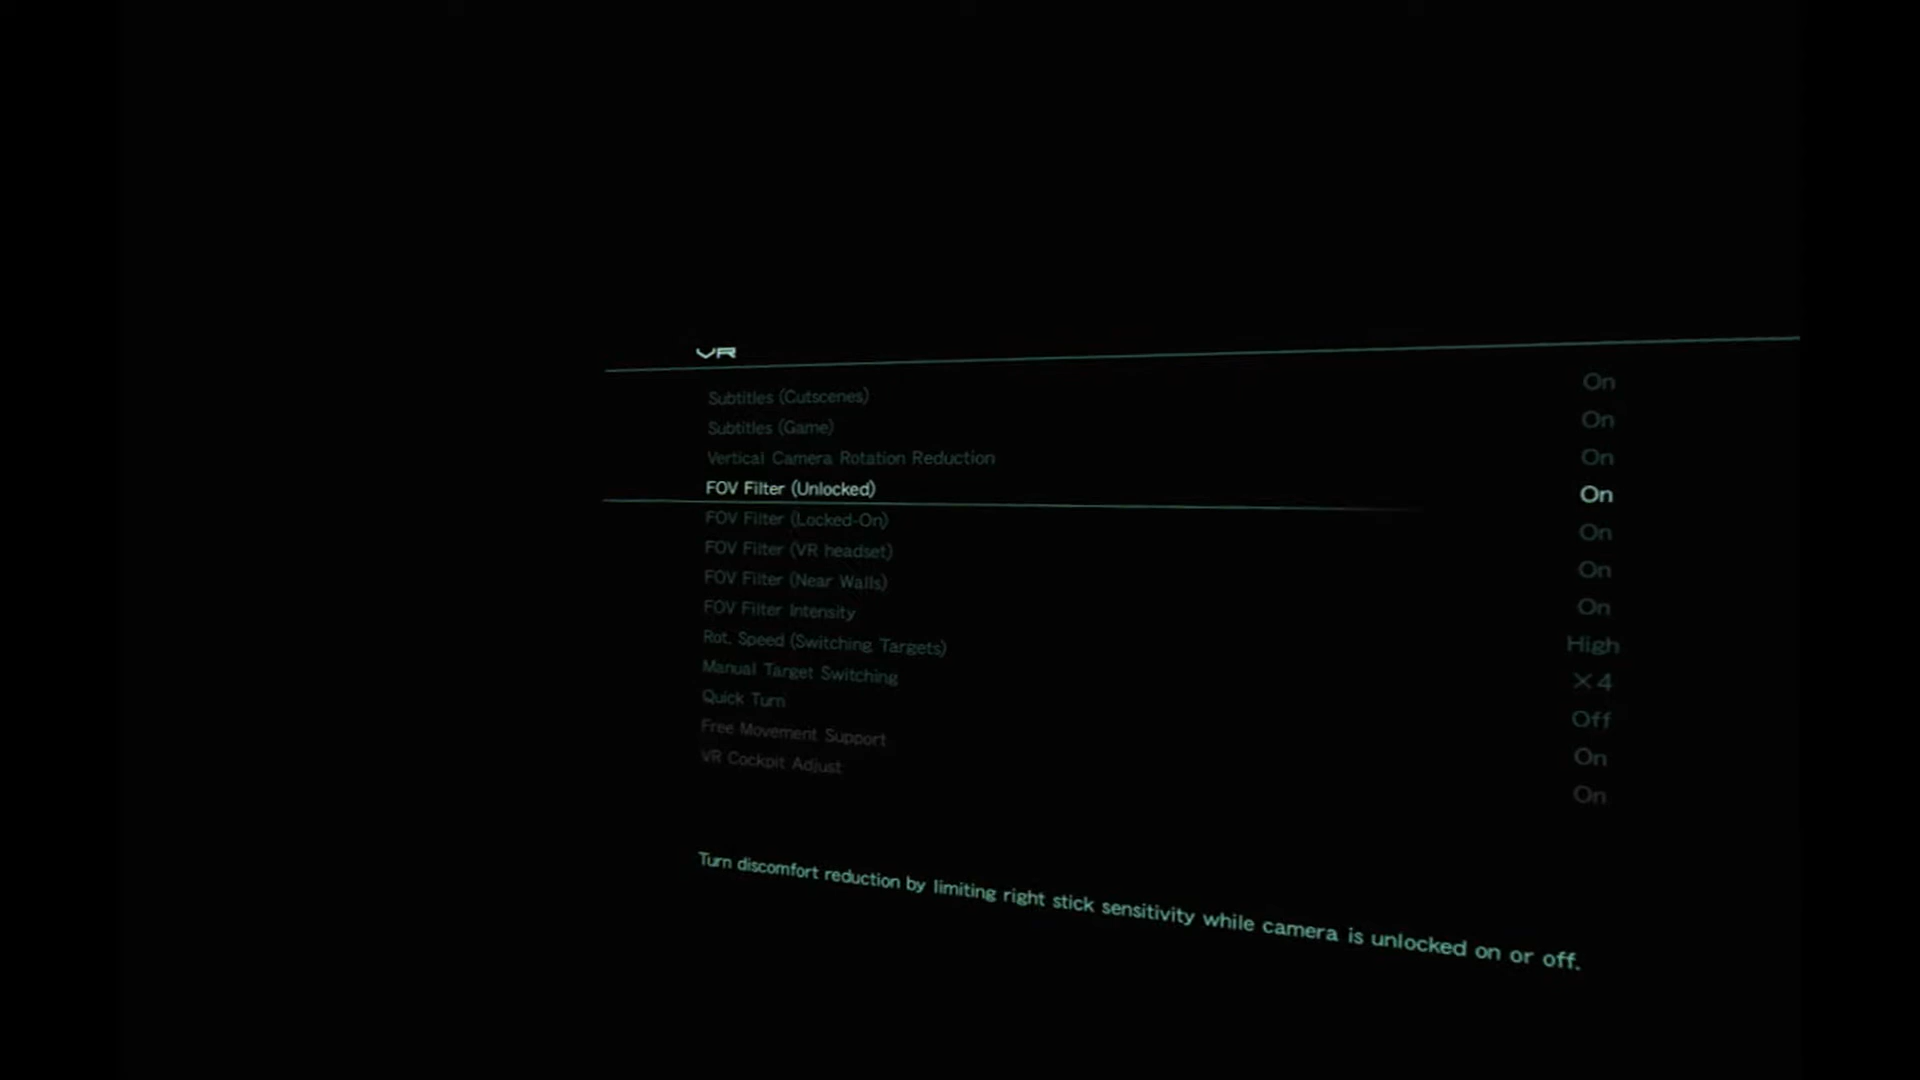 VR
Subtitles (Cutscenes) On
Subtitles (Game) On
Vertical Camera Rotation Reduction On
FOV Filter (Unlocked) On
FOV Filter (Locked-On) On
FOV Filter (VR headset) On
FOV Filter (Near Walls) On
FOV Filter Intensity High
Rot. Speed (Switching Targets) ×4
Manual Target Switching Off
Quick Turn On
Free Movement Support On
VR Cockpit Adjust
Turn discomfort reduction by limiting right stick sensitivity while camera is unlocked on or off.